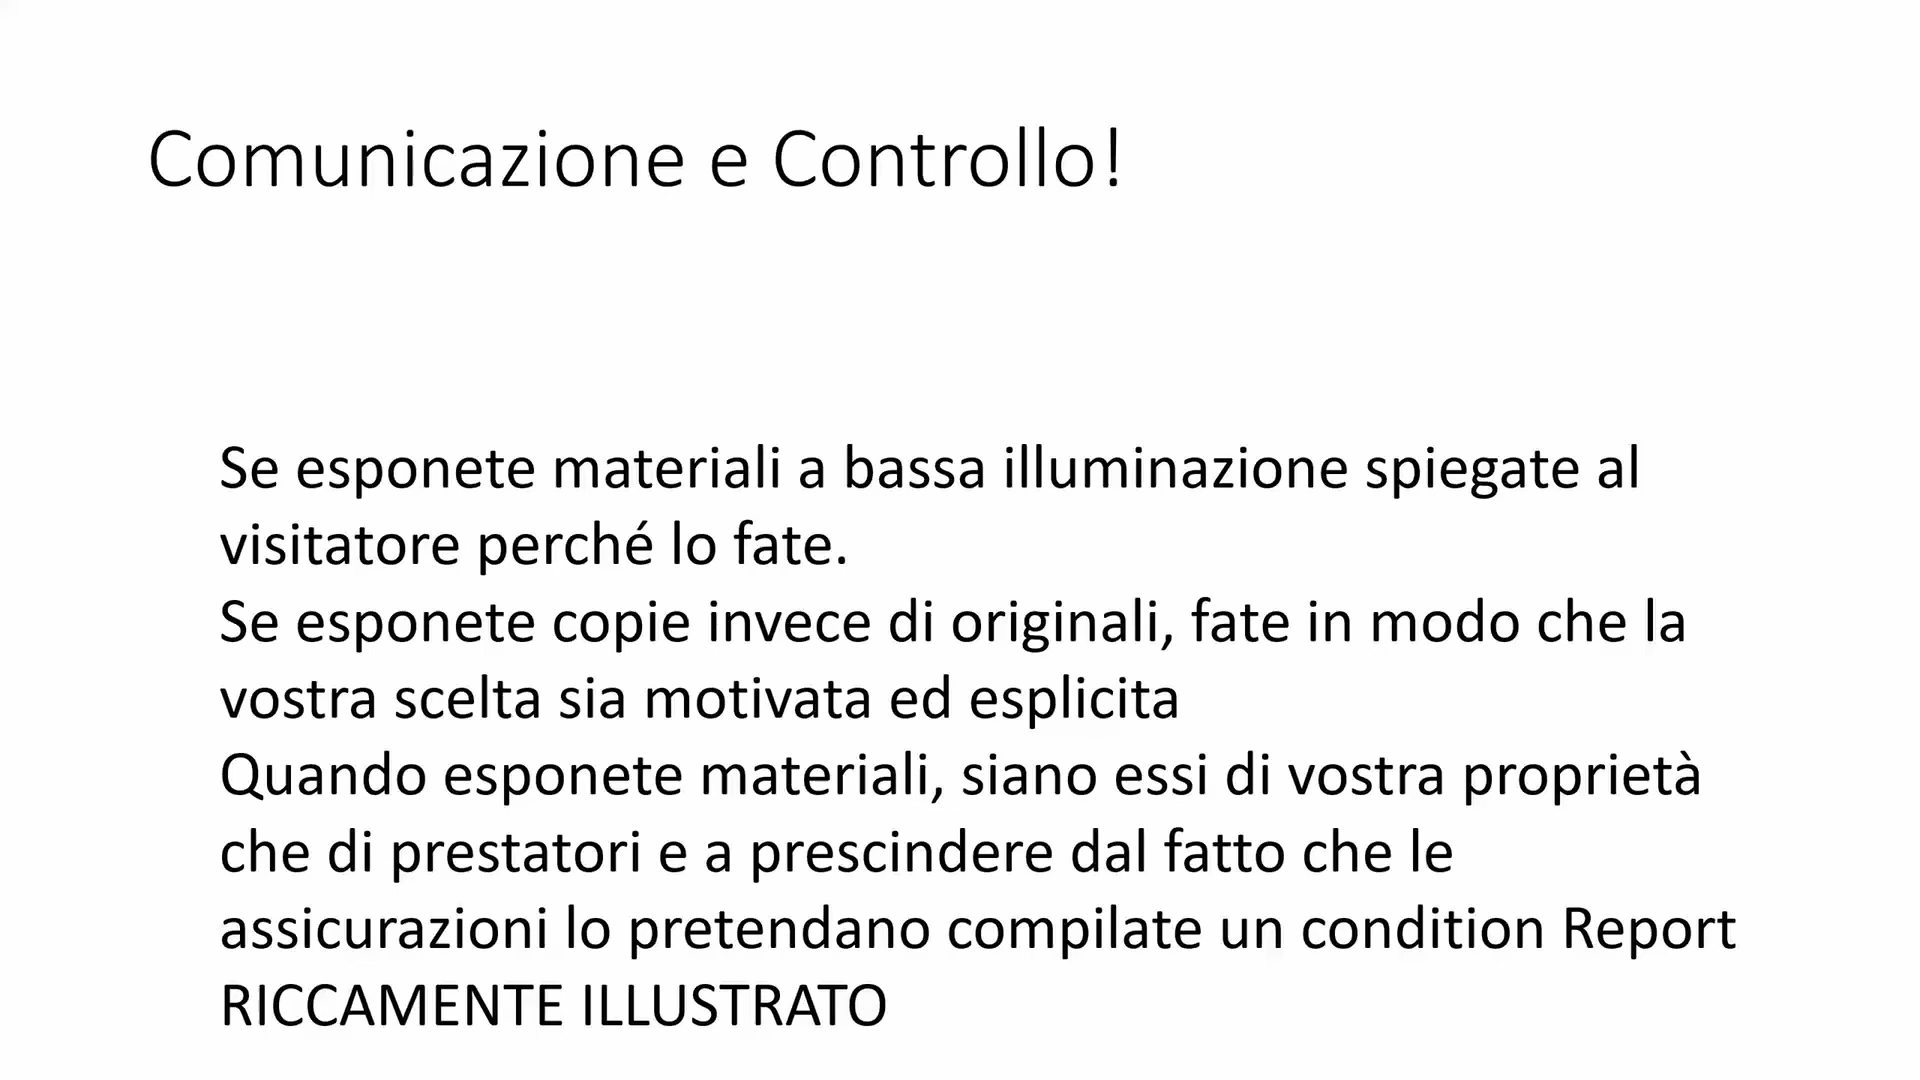 Comunicazione e Controllo!
Se esponete materiali a bassa illuminazione spiegate al
visitatore perché lo fate.
Se esponete copie invece di originali, fate in modo che la
vostra scelta sia motivata ed esplicita
Quando esponete materiali, siano essi di vostra proprietà
che di prestatori e a prescindere dal fatto che le
assicurazioni lo pretendano compilate un condition Report
RICCAMENTE ILLUSTRATO